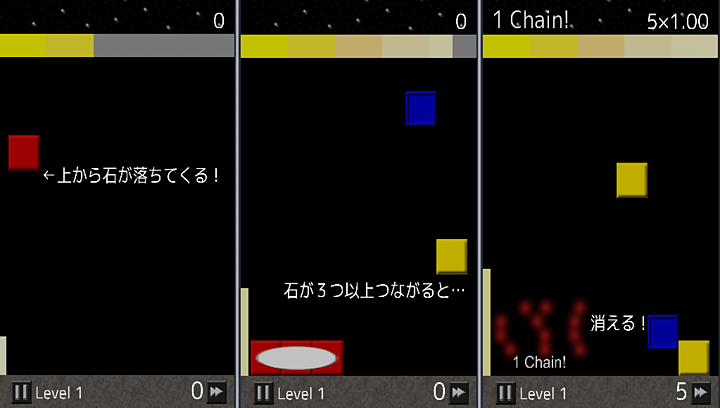 0
←上から石が落ちてくる！
Level 1
0
0
石が３つ以上つながると…
Level 1
0
1 Chain!
5×1.00
消える！
1 Chain!
Level 1
5